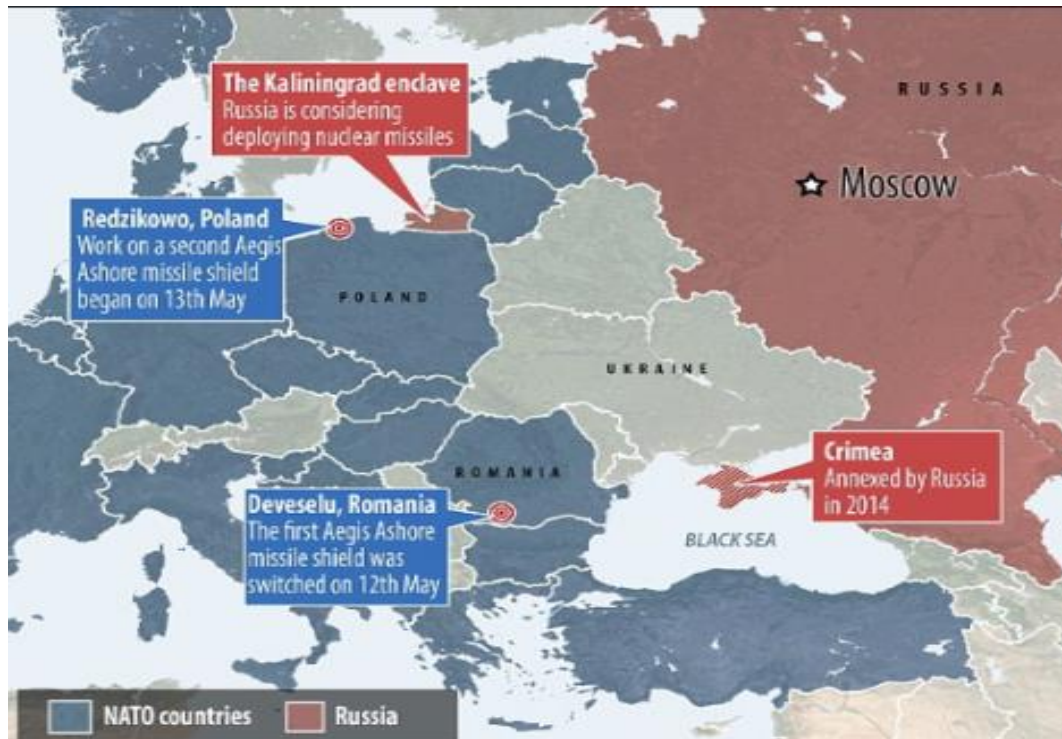 The Kaliningrad enclave
Russia is considering
deploying nuclear missiles
RUSSIA
Moscow
Redzikowo, Poland
Work on a second Aegis
Ashore missile shield
began on 13th May
POLAND
UKRAINE
Crimea
Annexed by Russia
in 2014
ROMANIA
Deveselu, Romania
The first Aegis Ashore
missile shield was
switched on 12th May
BLACK SEA
NATO countries
Russia